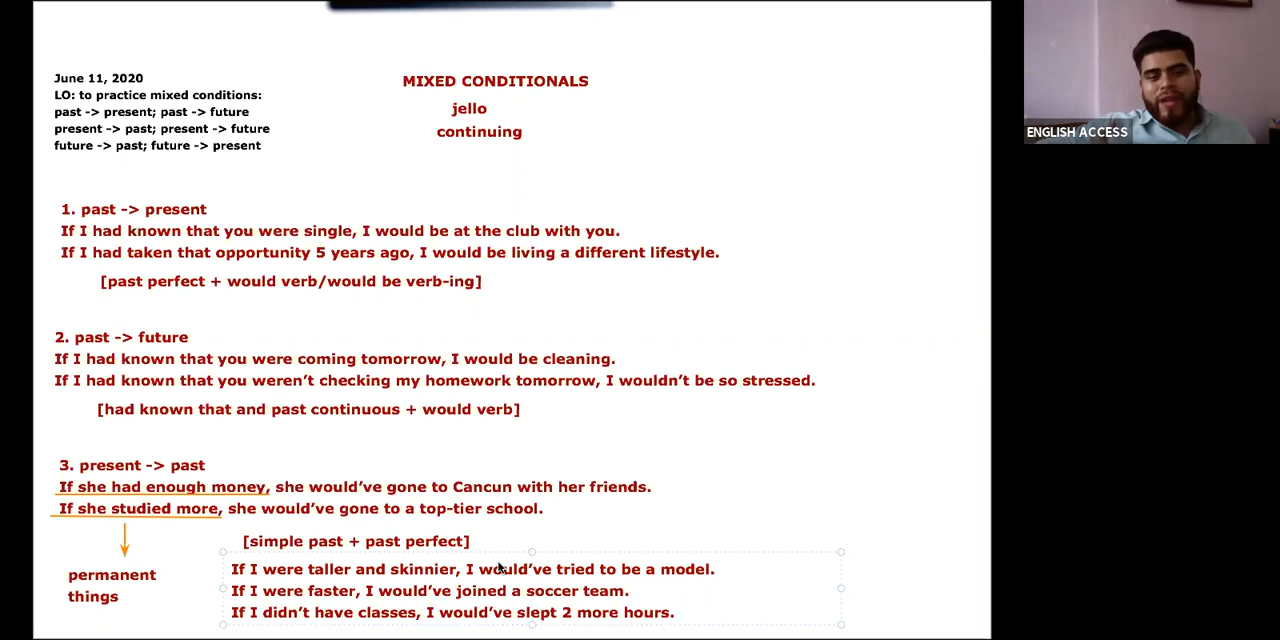 June 11, 2020
LO: to practice mixed conditions:
past -> present; past -> future
present -> past; present -> future
future -> past; future -> present
MIXED CONDITIONALS
jello
continuing
ENGLISH ACCESS
1. past -> present
If I had known that you were single, I would be at the club with you.
If I had taken that opportunity 5 years ago, I would be living a different lifestyle.
[past perfect + would verb/would be verb-ing]
2. past -> future
If I had known that you were coming tomorrow, I would be cleaning.
If I had known that you weren't checking my homework tomorrow, I wouldn't be so stressed.
[had known that and past continuous + would verb]
3. present -> past
If she had enough money, she would've gone to Cancun with her friends.
If she studied more, she would've gone to a top-tier school.
[simple past + past perfect]
permanent
things
If I were taller and skinnier, I would've tried to be a model.
If I were faster, I would've joined a soccer team.
If I didn't have classes, I would've slept 2 more hours.